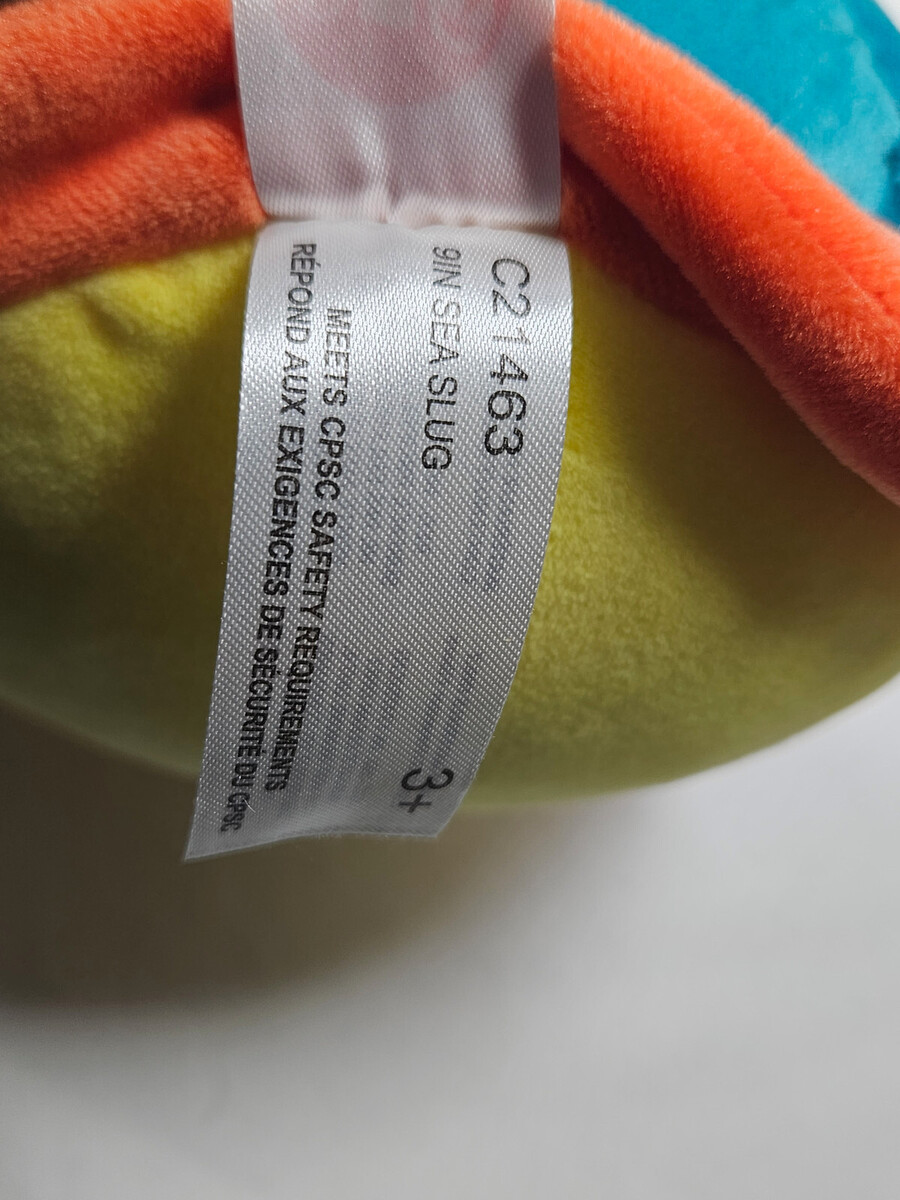 C21463
9IN SEA SLUG
3+
MEETS CPSC SAFETY REQUIREMENTS
RÉPOND AUX EXIGENCES DE SÉCURITÉ DU CPSC